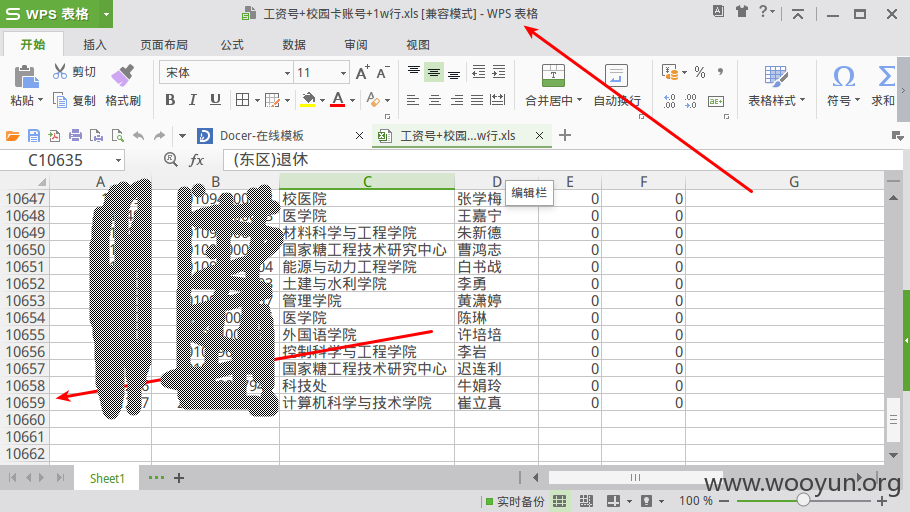 S WPS 表格
工资号+校园卡账号+1w行.xls [兼容模式] - WPS 表格
开始 插入 页面布局 公式 数据 审阅 视图
粘贴 剪切 复制 格式刷
宋体 11
B I U A
合并居中 自动换行
% 表格样式 符号 求和
Docer-在线模板 工资号+校园...w行.xls
C10635 fx (东区)退休
A B C D E F G
编辑栏
10647 校医院 张学梅 0 0
10648 医学院 王嘉宁 0 0
10649 材料科学与工程学院 朱新德 0 0
10650 国家糖工程技术研究中心 曹鸿志 0 0
10651 能源与动力工程学院 白书战 0 0
10652 土建与水利学院 李勇 0 0
10653 管理学院 黄潇婷 0 0
10654 医学院 陈琳 0 0
10655 外国语学院 许培培 0 0
10656 控制科学与工程学院 李岩 0 0
10657 国家糖工程技术研究中心 迟连利 0 0
10658 科技处 牛娟玲 0 0
10659 计算机科学与技术学院 崔立真 0 0
10660
10661
10662
Sheet1
www.wooyun.org
实时备份 100 %